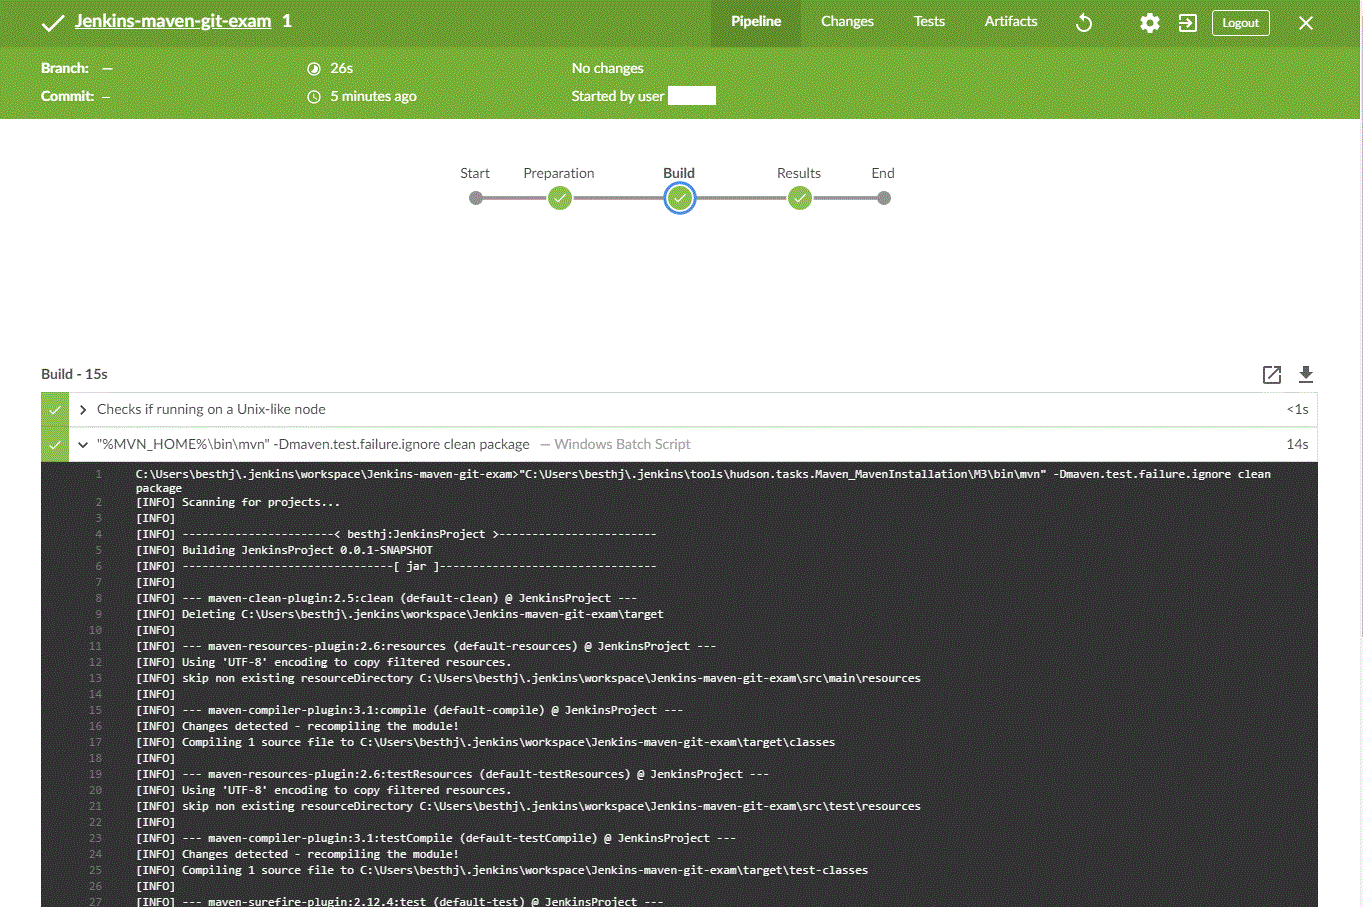 Jenkins-maven-git-exam 1
Pipeline Changes Tests Artifacts Logout
Branch: — 26s No changes
Commit: — 5 minutes ago Started by user
Start Preparation Build Results End
Build - 15s
Checks if running on a Unix-like node <1s
"%MVN_HOME%\bin\mvn" -Dmaven.test.failure.ignore clean package — Windows Batch Script 14s
1 C:\Users\besthj\.jenkins\workspace\Jenkins-maven-git-exam>"C:\Users\besthj\.jenkins\tools\hudson.tasks.Maven_MavenInstallation\M3\bin\mvn" -Dmaven.test.failure.ignore clean
package
2 [INFO] Scanning for projects...
3 [INFO]
4 [INFO] -----------------------< besthj:JenkinsProject >------------------------
5 [INFO] Building JenkinsProject 0.0.1-SNAPSHOT
6 [INFO] --------------------------------[ jar ]---------------------------------
7 [INFO]
8 [INFO] --- maven-clean-plugin:2.5:clean (default-clean) @ JenkinsProject ---
9 [INFO] Deleting C:\Users\besthj\.jenkins\workspace\Jenkins-maven-git-exam\target
10 [INFO]
11 [INFO] --- maven-resources-plugin:2.6:resources (default-resources) @ JenkinsProject ---
12 [INFO] Using 'UTF-8' encoding to copy filtered resources.
13 [INFO] skip non existing resourceDirectory C:\Users\besthj\.jenkins\workspace\Jenkins-maven-git-exam\src\main\resources
14 [INFO]
15 [INFO] --- maven-compiler-plugin:3.1:compile (default-compile) @ JenkinsProject ---
16 [INFO] Changes detected - recompiling the module!
17 [INFO] Compiling 1 source file to C:\Users\besthj\.jenkins\workspace\Jenkins-maven-git-exam\target\classes
18 [INFO]
19 [INFO] --- maven-resources-plugin:2.6:testResources (default-testResources) @ JenkinsProject ---
20 [INFO] Using 'UTF-8' encoding to copy filtered resources.
21 [INFO] skip non existing resourceDirectory C:\Users\besthj\.jenkins\workspace\Jenkins-maven-git-exam\src\test\resources
22 [INFO]
23 [INFO] --- maven-compiler-plugin:3.1:testCompile (default-testCompile) @ JenkinsProject ---
24 [INFO] Changes detected - recompiling the module!
25 [INFO] Compiling 1 source file to C:\Users\besthj\.jenkins\workspace\Jenkins-maven-git-exam\target\test-classes
26 [INFO]
27 [INFO] --- maven-surefire-plugin:2.12.4:test (default-test) @ JenkinsProject ---